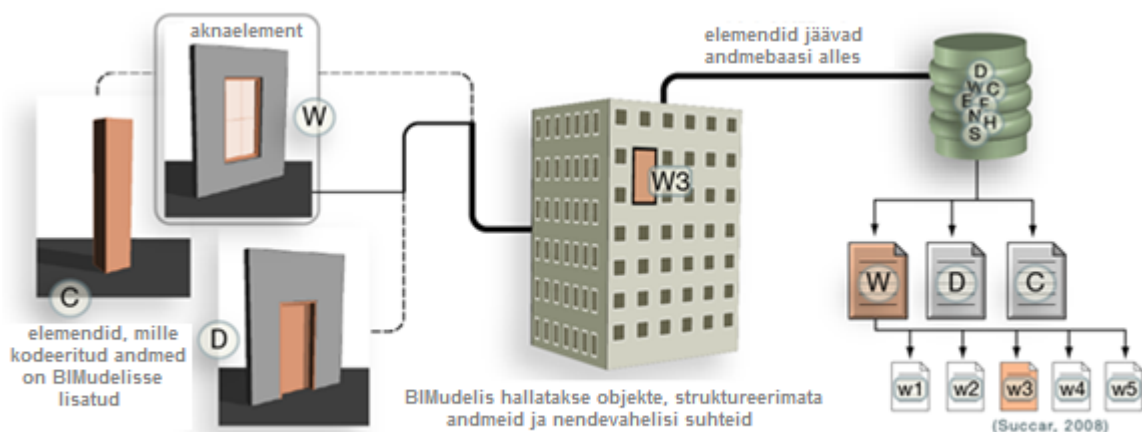 aknaelement
W
C
elemendid, mille
kodeeritud andmed
on BIMudelisse
lisatud
D
W3
BIMudelis hallatakse objekte, struktureerimata
andmeid ja nendevahelisi suhteid
elemendid jäävad
andmebaasi alles
D
W C
E F
N H
S
W
D
C
w1
w2
w3
w4
w5
(Succar, 2008)